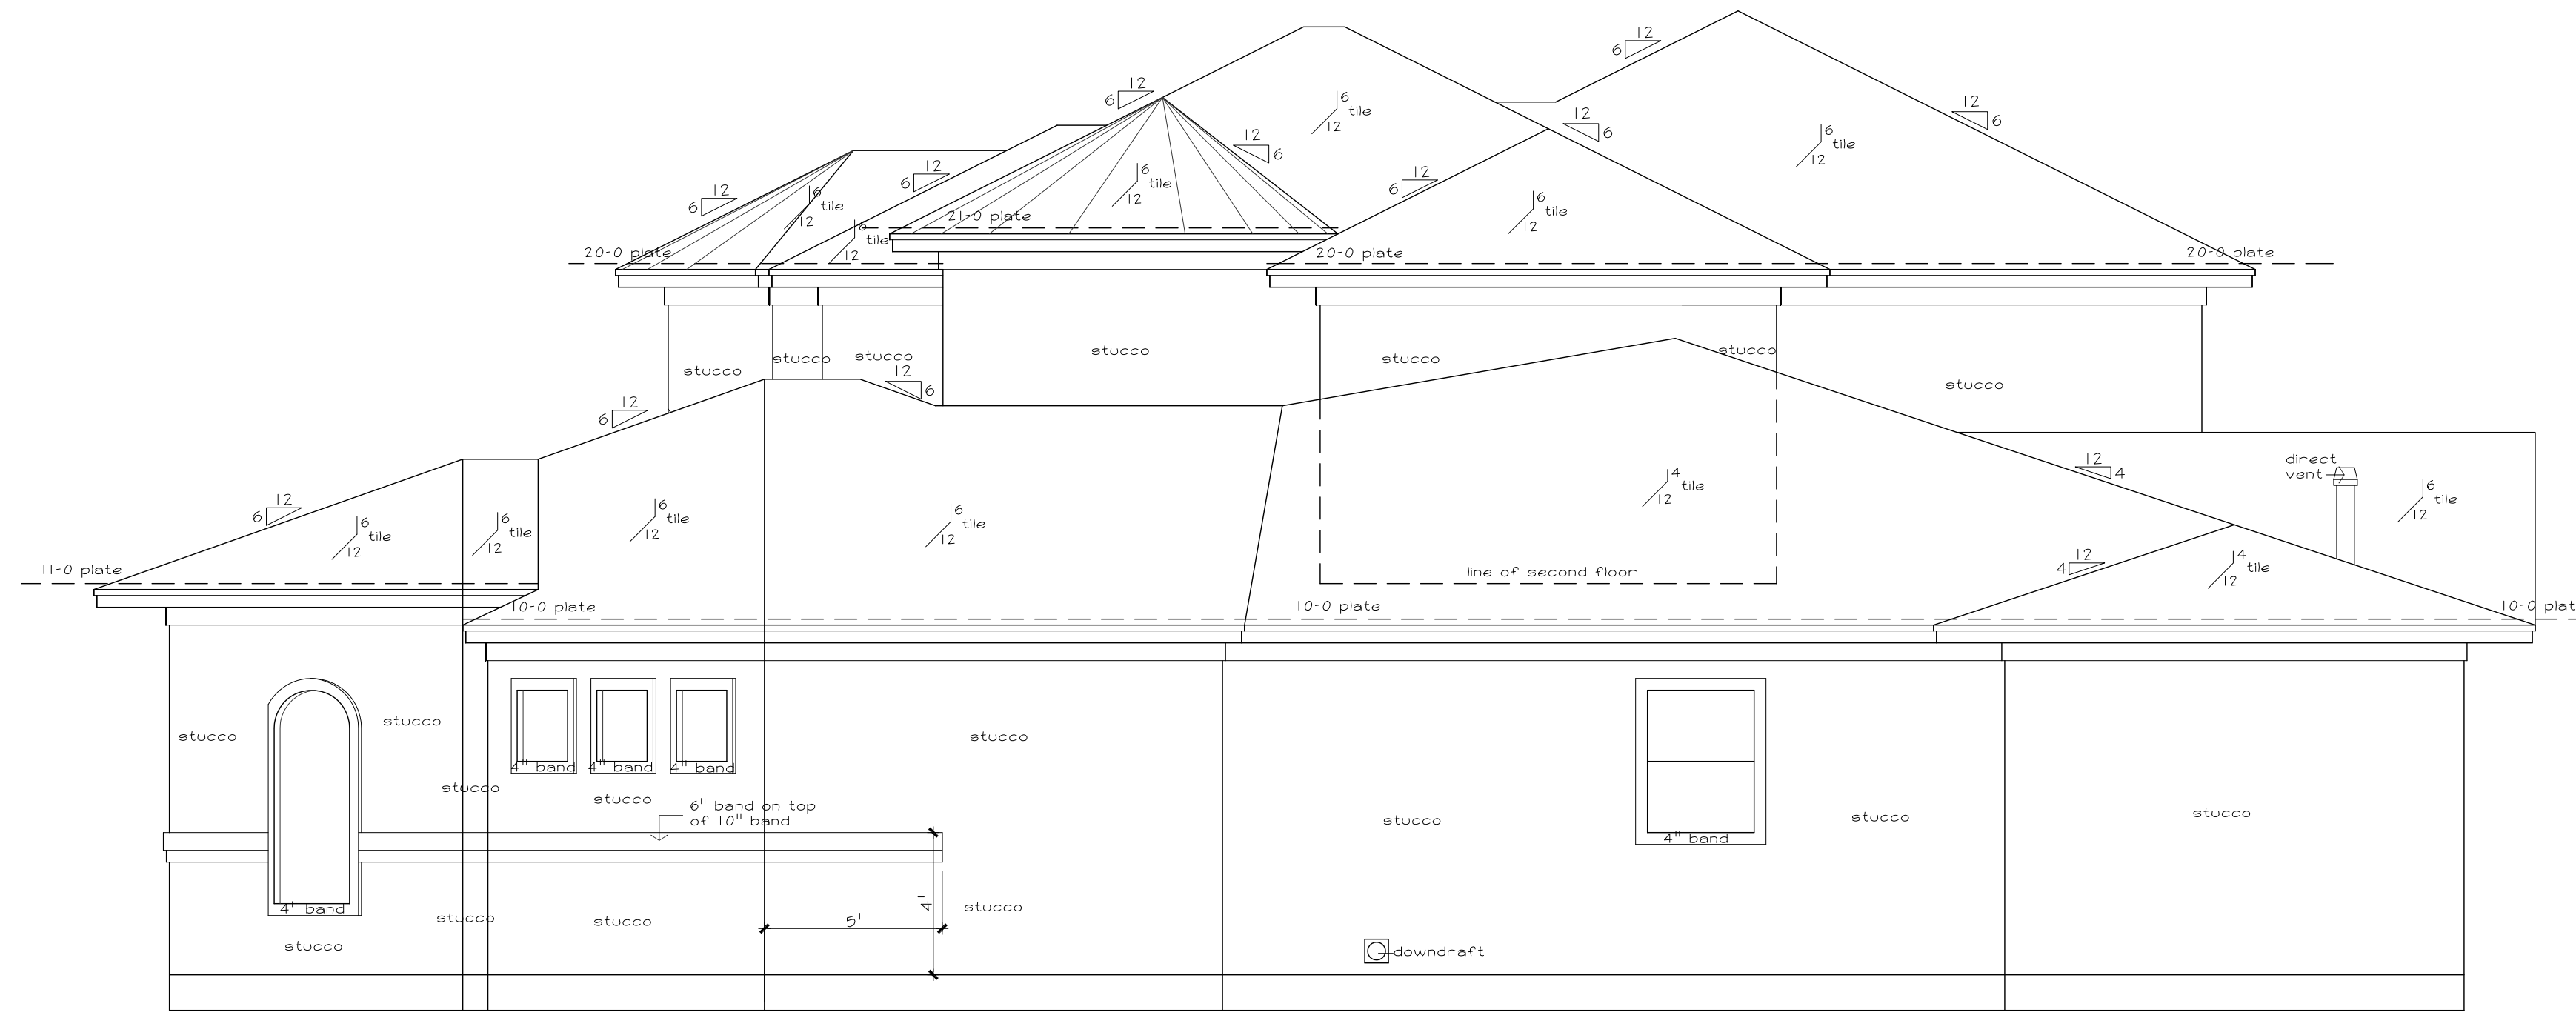 12
6
12
6
12
6
6
tile
12
12
6
12
6
12
6
6
tile
12
12
6
12
6
6
tile
12
12
6
6
tile
12
6
tile
12
6
tile
12
21-0 plate
20-0 plate
20-0 plate
20-0 plate
stucco
stucco
stucco
stucco
stucco
stucco
stucco
12
6
12
6
12
6
6
tile
12
6
tile
12
6
tile
12
6
tile
12
4
tile
12
12
4
direct
vent
6
tile
12
12
4
4
tile
12
11-0 plate
line of second floor
10-0 plate
10-0 plate
10-0 plat
stucco
stucco
stucco
4" band
4" band
4" band
stucco
stucco
6" band on top
of 10" band
stucco
4" band
stucco
stucco
4" band
stucco
stucco
5'
4'
stucco
stucco
downdraft